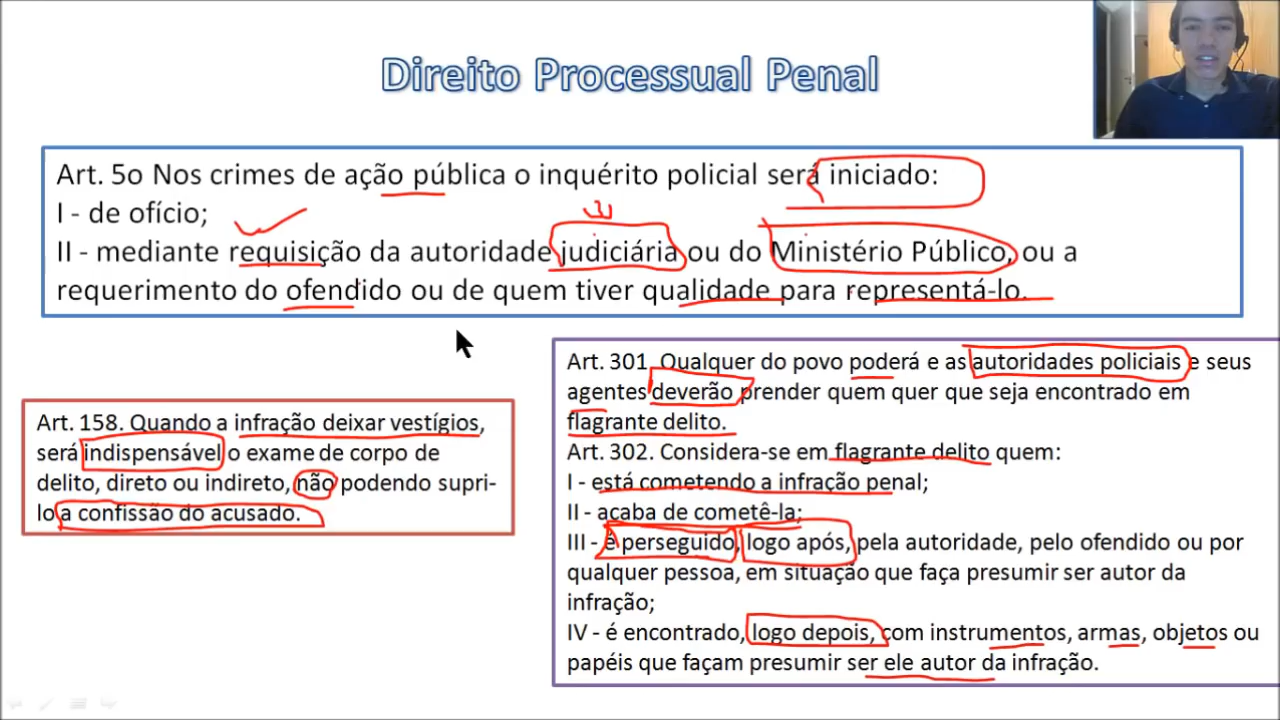 Direito Processual Penal
Art. 5o Nos crimes de ação pública o inquérito policial será iniciado:
I - de ofício;
II - mediante requisição da autoridade judiciária ou do Ministério Público, ou a
requerimento do ofendido ou de quem tiver qualidade para representá-lo.
Art. 158. Quando a infração deixar vestígios,
será indispensável o exame de corpo de
delito, direto ou indireto, não podendo supri-
lo a confissão do acusado.
Art. 301. Qualquer do povo poderá e as autoridades policiais e seus
agentes deverão prender quem quer que seja encontrado em
flagrante delito.
Art. 302. Considera-se em flagrante delito quem:
I - está cometendo a infração penal;
II - acaba de cometê-la;
III - é perseguido, logo após, pela autoridade, pelo ofendido ou por
qualquer pessoa, em situação que faça presumir ser autor da
infração;
IV - é encontrado, logo depois, com instrumentos, armas, objetos ou
papéis que façam presumir ser ele autor da infração.